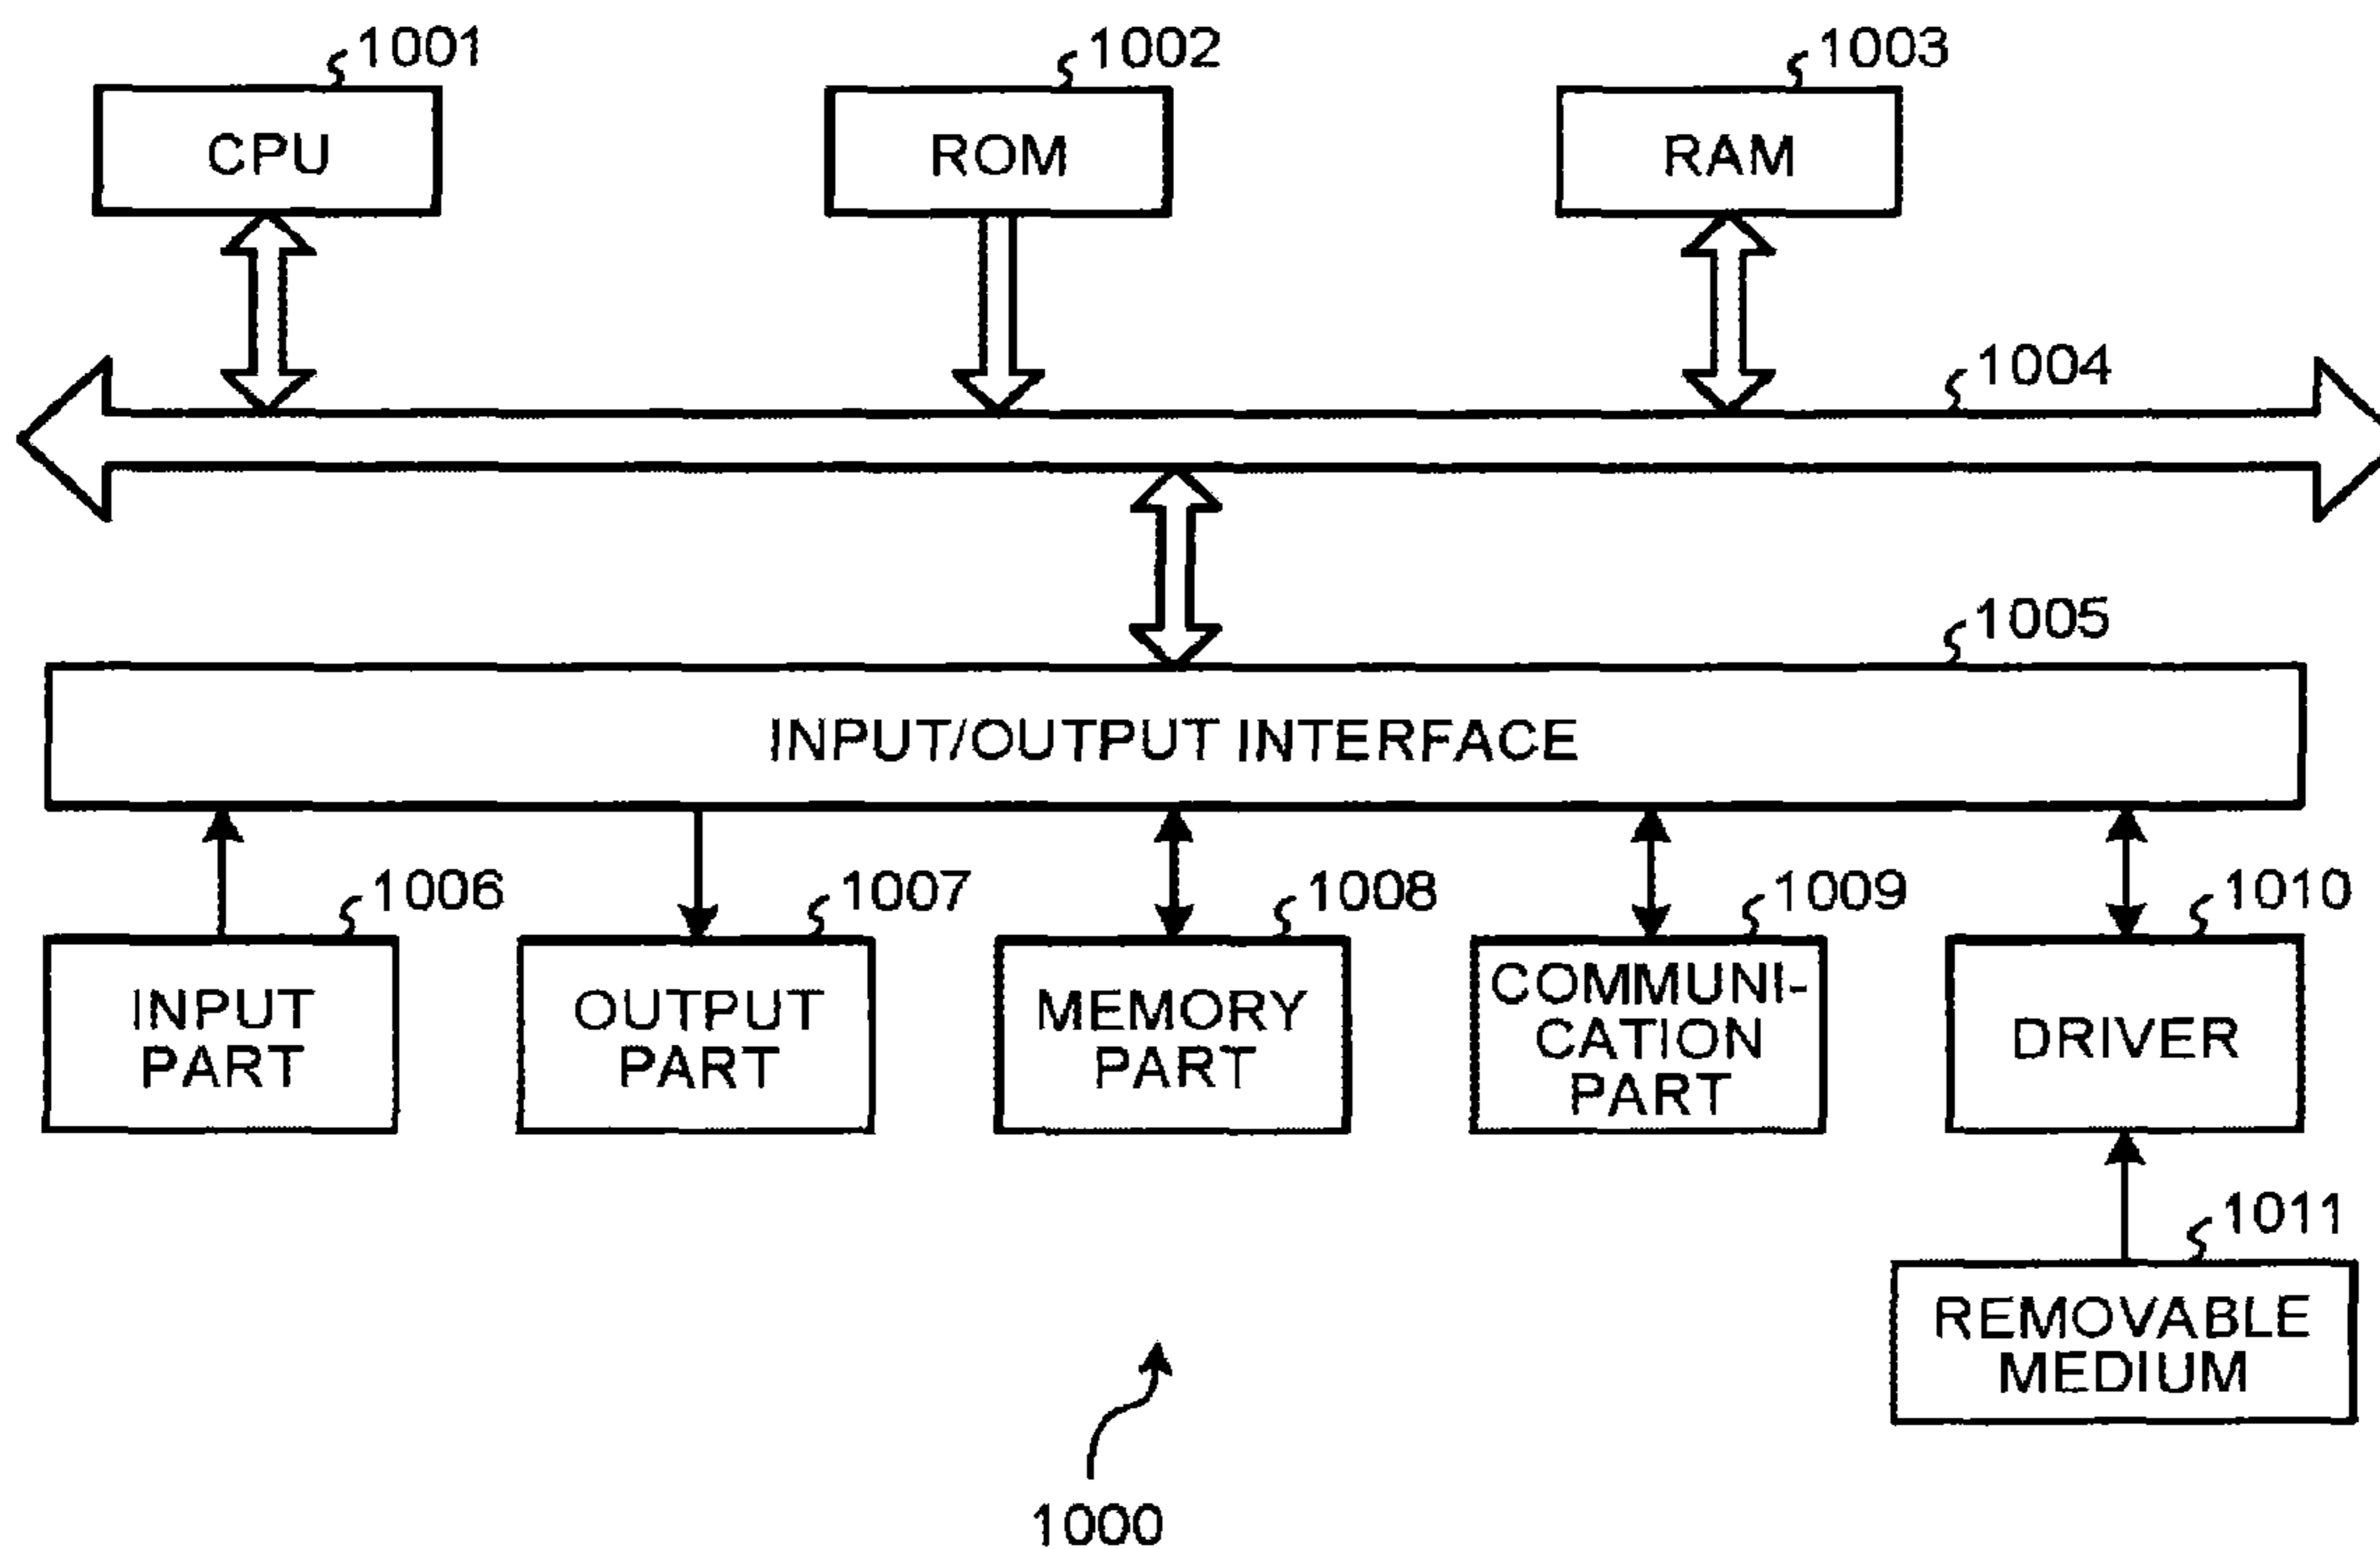 1001
1002
1003
CPU
ROM
RAM
1004
1005
INPUT/OUTPUT INTERFACE
1006
1007
1008
1009
1010
INPUT
PART
OUTPUT
PART
MEMORY
PART
COMMUNI-
CATION
PART
DRIVER
1011
REMOVABLE
MEDIUM
1000